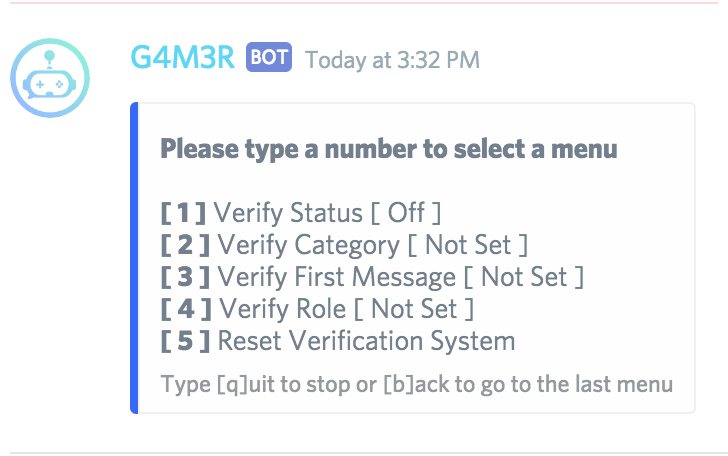 G4M3R BOT Today at 3:32 PM
Please type a number to select a menu
[ 1 ] Verify Status [ Off ]
[ 2 ] Verify Category [ Not Set ]
[ 3 ] Verify First Message [ Not Set ]
[ 4 ] Verify Role [ Not Set ]
[ 5 ] Reset Verification System
Type [q]uit to stop or [b]ack to go to the last menu